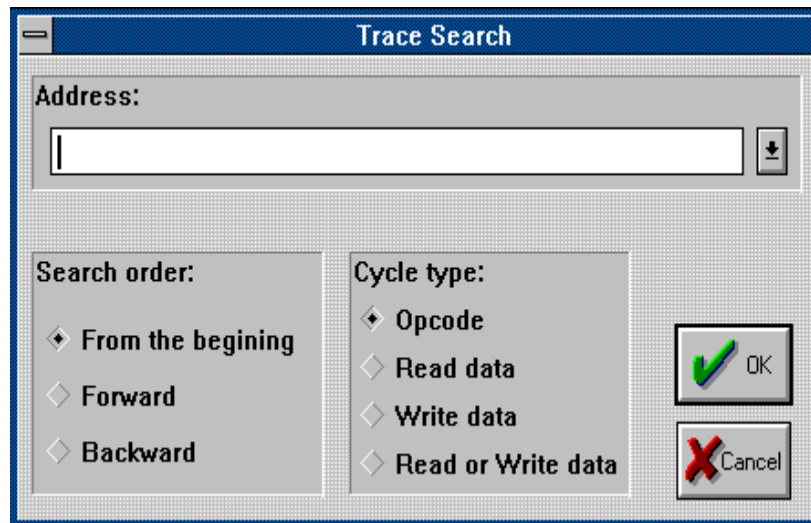 Trace Search
Address:
Search order:
From the begining
Forward
Backward
Cycle type:
Opcode
Read data
Write data
Read or Write data
OK
Cancel